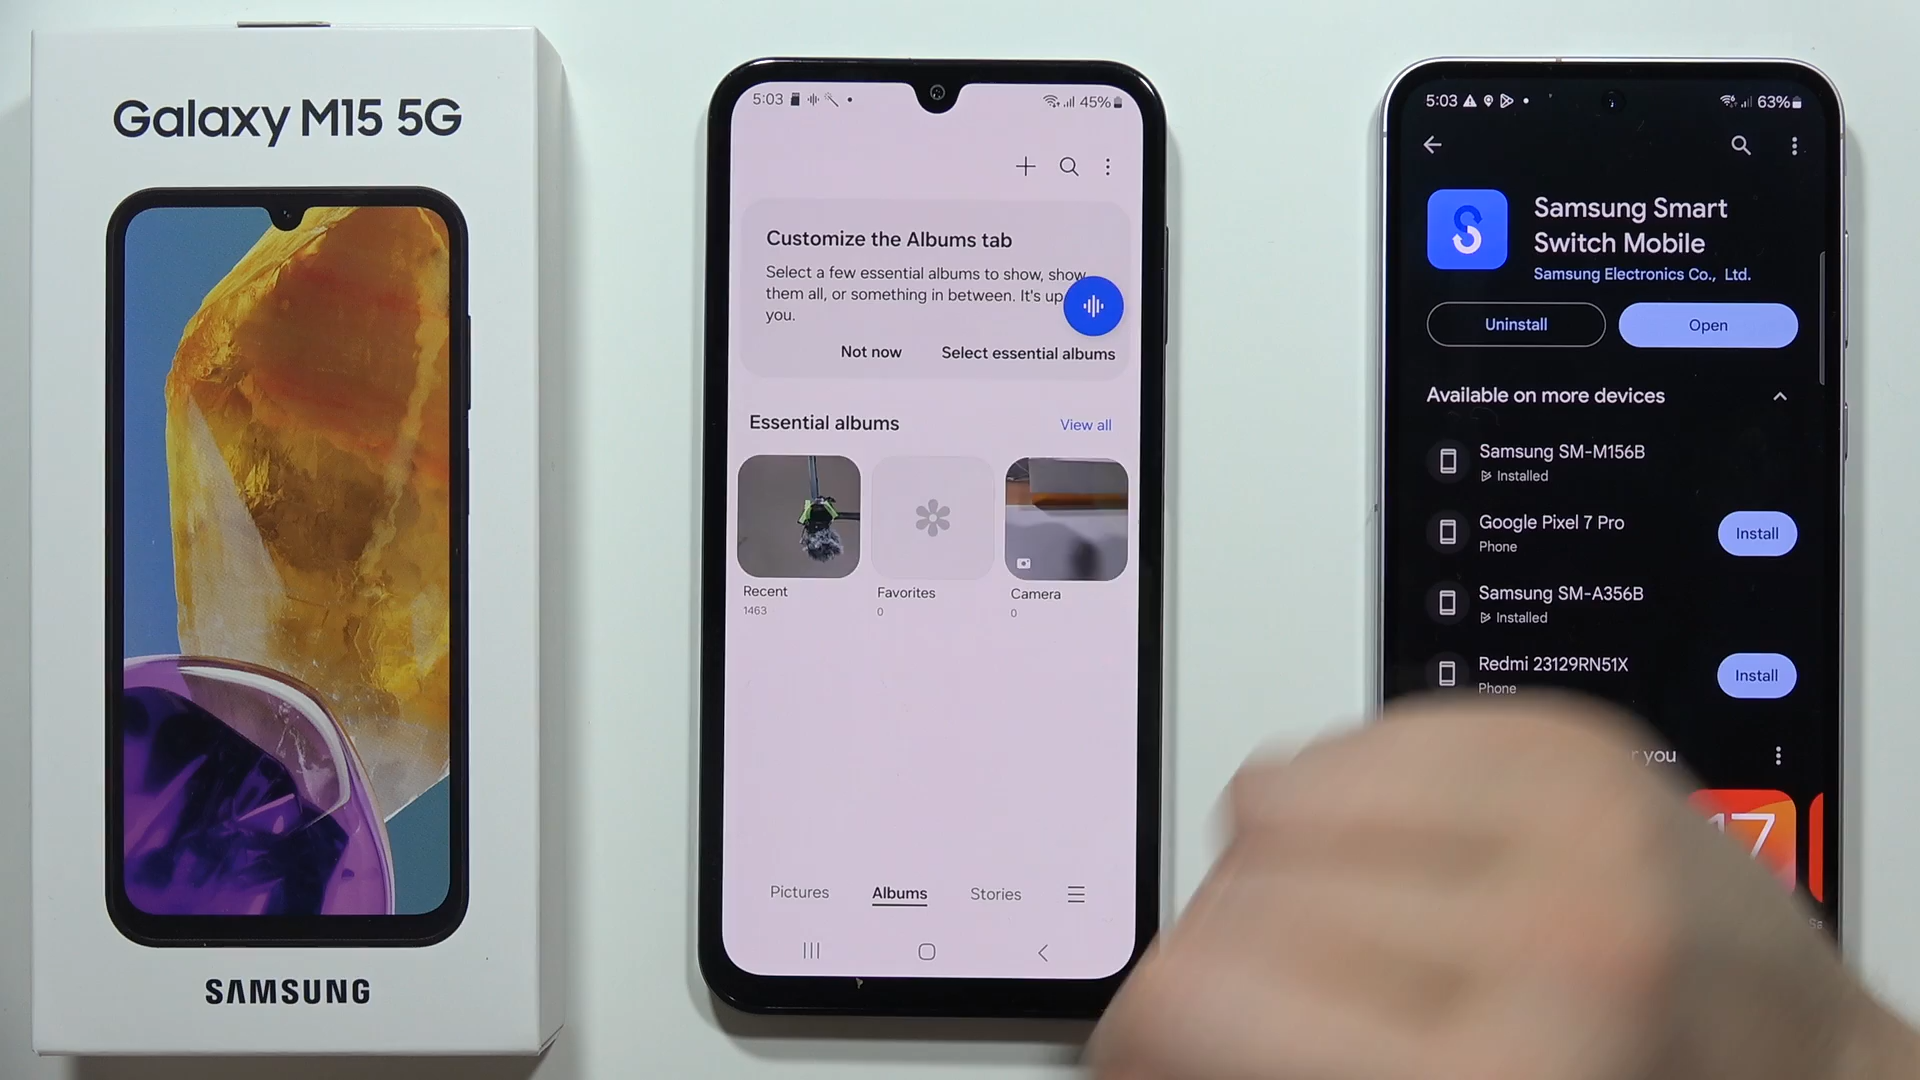 Galaxy M15 5G
SAMSUNG
5:03
45%
Customize the Albums tab
Select a few essential albums to show, show
them all, or something in between. It's up
you.
Not now
Select essential albums
Essential albums
View all
Recent
1463
Favorites
0
Camera
0
Pictures
Albums
Stories
5:03
63%
Samsung Smart
Switch Mobile
Samsung Electronics Co., Ltd.
Uninstall
Open
Available on more devices
Samsung SM-M156B
Installed
Google Pixel 7 Pro
Phone
Install
Samsung SM-A356B
Installed
Redmi 23129RN51X
Phone
Install
you
17